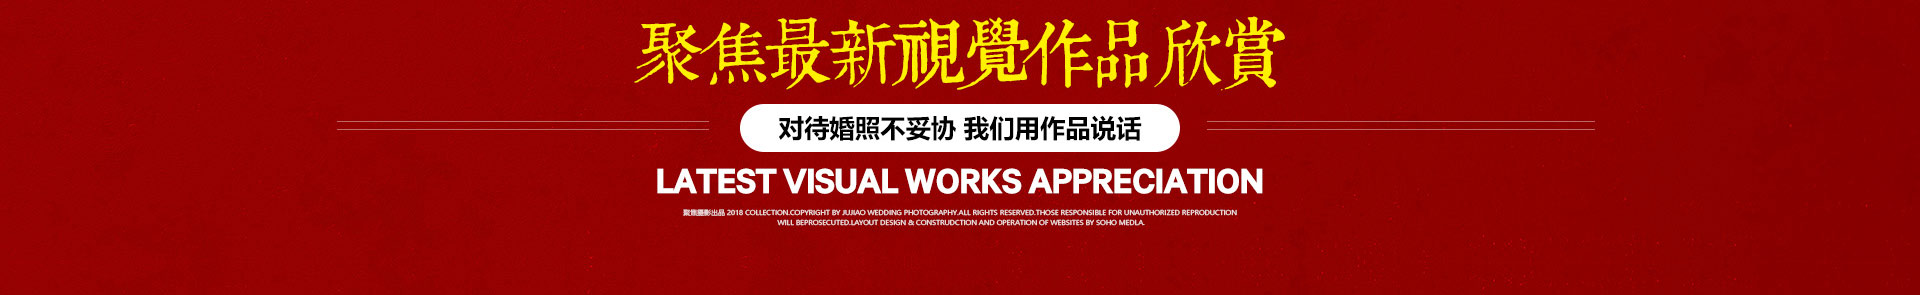 聚焦最新視覺作品欣賞
对待婚照不妥协 我们用作品说话
LATEST VISUAL WORKS APPRECIATION
聚焦摄影出品 2018 COLLECTION.COPYRIGHT BY JUJIAO WEDDING PHOTOGRAPHY.ALL RIGHTS RESERVED.THOSE RESPONSIBLE FOR UNAUTHORIZED REPRODUCTION
WILL BEPROSECUTED.LAYOUT DESIGN & CONSTRUDCTION AND OPERATION OF WEBSITES BY SOHO MEDLA.